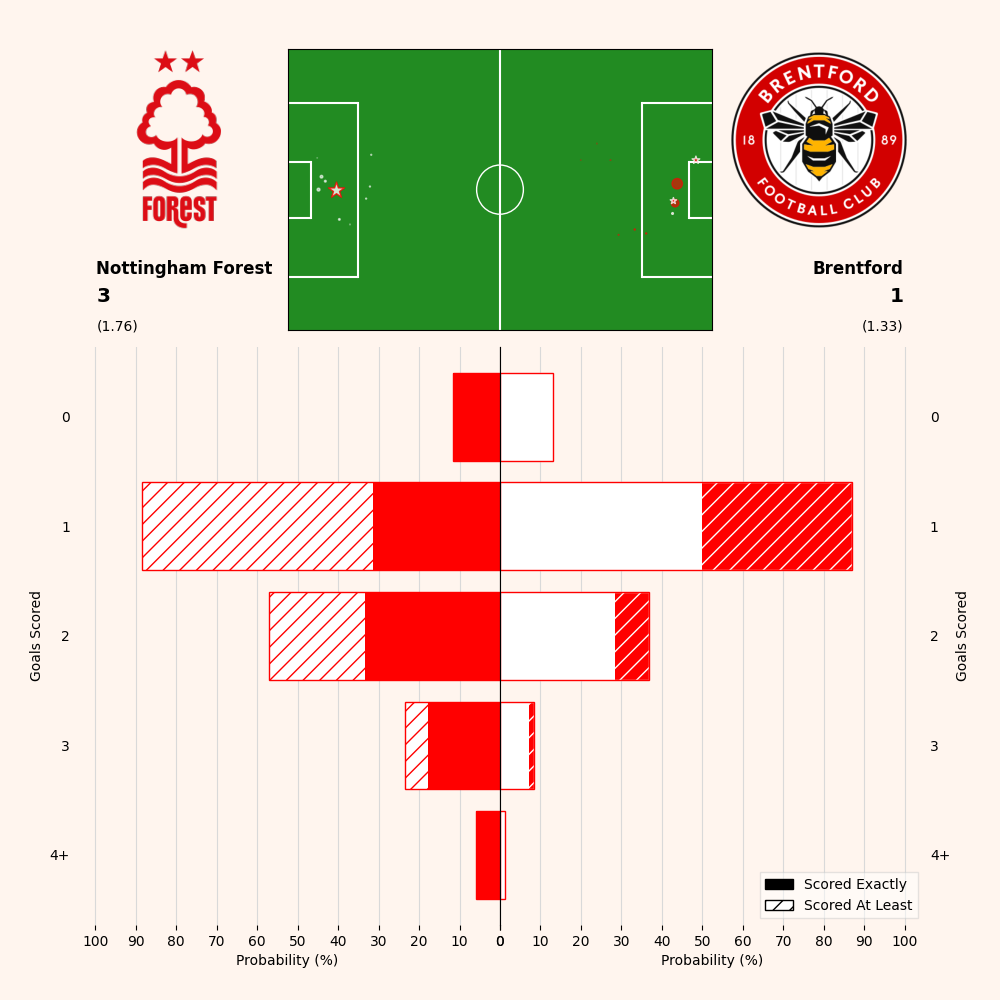 FOREST
BRENTFORD
18 89
FOOTBALL CLUB
Nottingham Forest
3
(1.76)
Brentford
1
(1.33)
Goals Scored
0
1
2
3
4+
0
1
2
3
4+
Goals Scored
Scored Exactly
Scored At Least
100 90 80 70 60 50 40 30 20 10 0
0 10 20 30 40 50 60 70 80 90 100
Probability (%)
Probability (%)